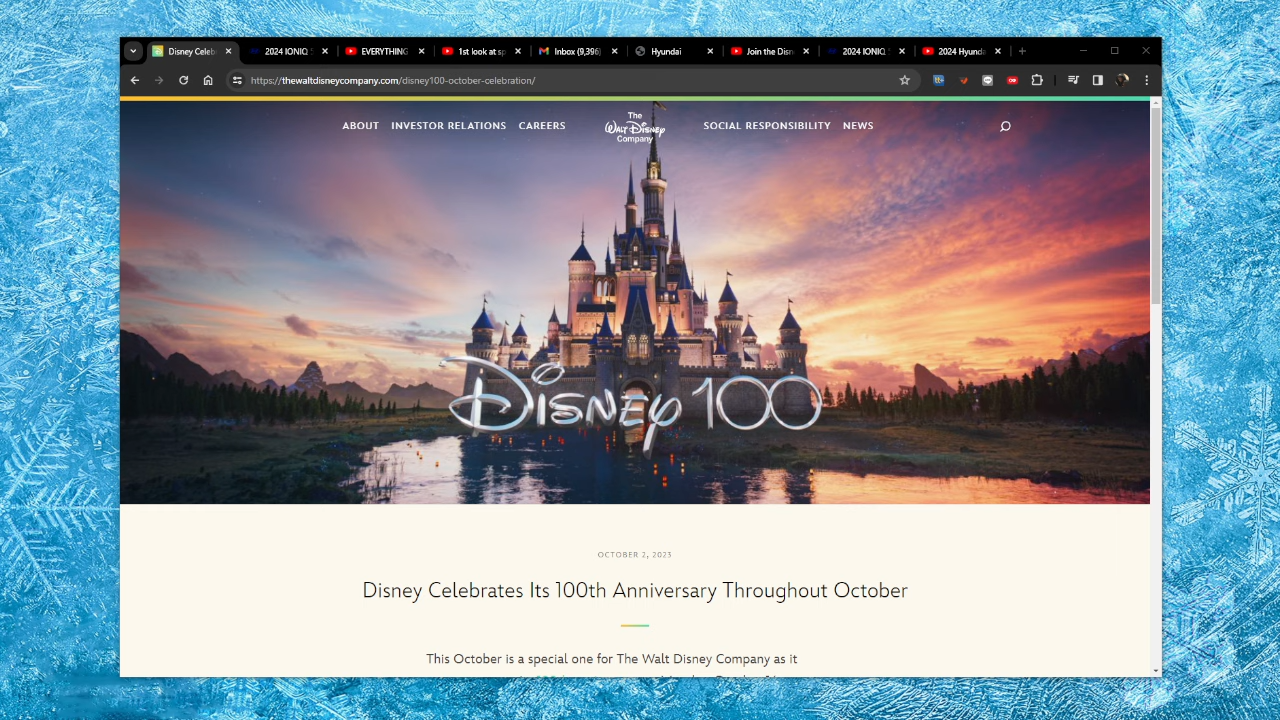 Disney Celeb
2024 IONIQ
EVERYTHING
1st look at sp
Inbox (9,396)
Hyundai
Join the Disn
2024 IONIQ
2024 Hyund
https://thewaltdisneycompany.com/disney100-october-celebration/
ABOUT
INVESTOR RELATIONS
CAREERS
The
Walt Disney
Company
SOCIAL RESPONSIBILITY
NEWS
Disney 100
OCTOBER 2, 2023
Disney Celebrates Its 100th Anniversary Throughout October
This October is a special one for The Walt Disney Company as it